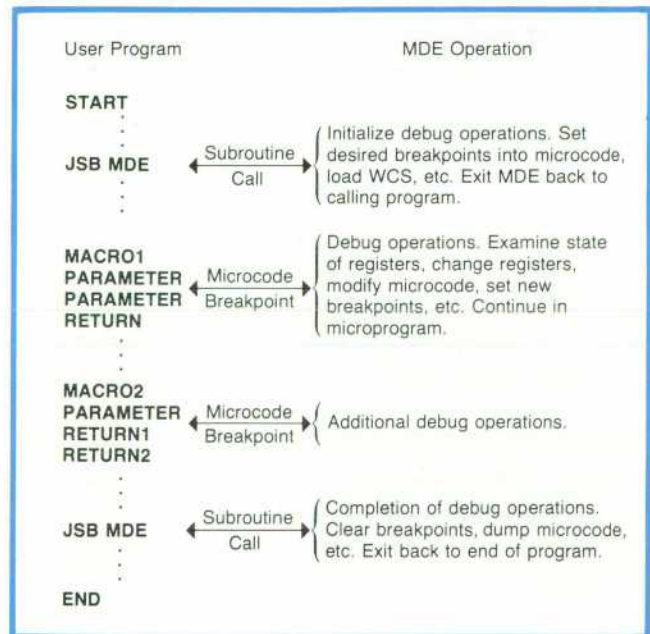 User Program MDE Operation
START
JSB MDE
Subroutine
Call
Initialize debug operations. Set
desired breakpoints into microcode,
load WCS, etc. Exit MDE back to
calling program.
MACRO1
PARAMETER
PARAMETER
RETURN
Microcode
Breakpoint
Debug operations. Examine state
of registers, change registers,
modify microcode, set new
breakpoints, etc. Continue in
microprogram.
MACRO2
PARAMETER
RETURN1
RETURN2
Microcode
Breakpoint
Additional debug operations.
JSB MDE
Subroutine
Call
Completion of debug operations.
Clear breakpoints, dump microcode,
etc. Exit back to end of program.
END